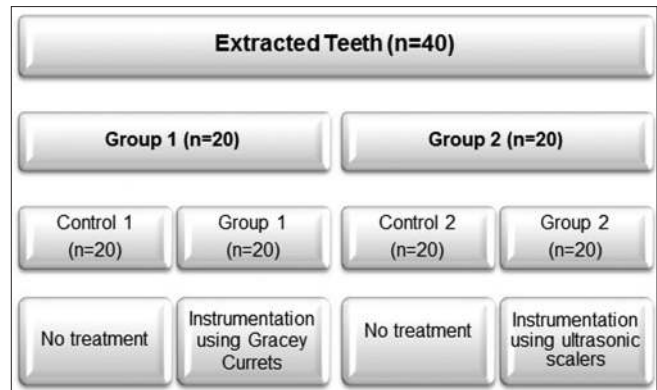 Extracted Teeth (n=40)
Group 1 (n=20)
Group 2 (n=20)
Control 1
(n=20)
Group 1
(n=20)
Control 2
(n=20)
Group 2
(n=20)
No treatment
Instrumentation
using Gracey
Currets
No treatment
Instrumentation
using ultrasonic
scalers